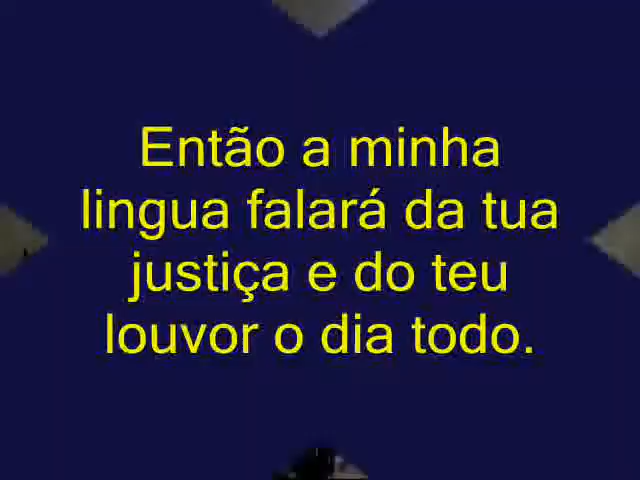 Então a minha
lingua falará da tua
justiça e do teu
louvor o dia todo.